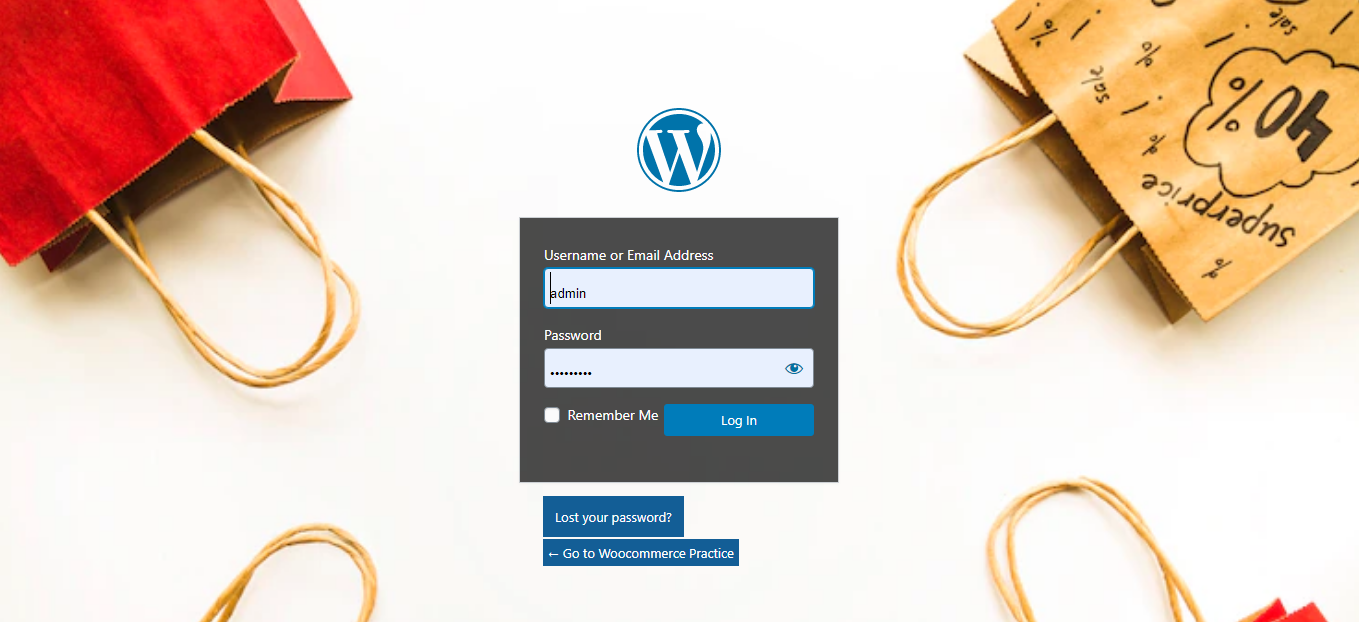 W
% ! sale !
sale % !
40%
%
superprice
%
Username or Email Address
admin
Password
•••••••••
Remember Me
Log In
Lost your password?
← Go to Woocommerce Practice